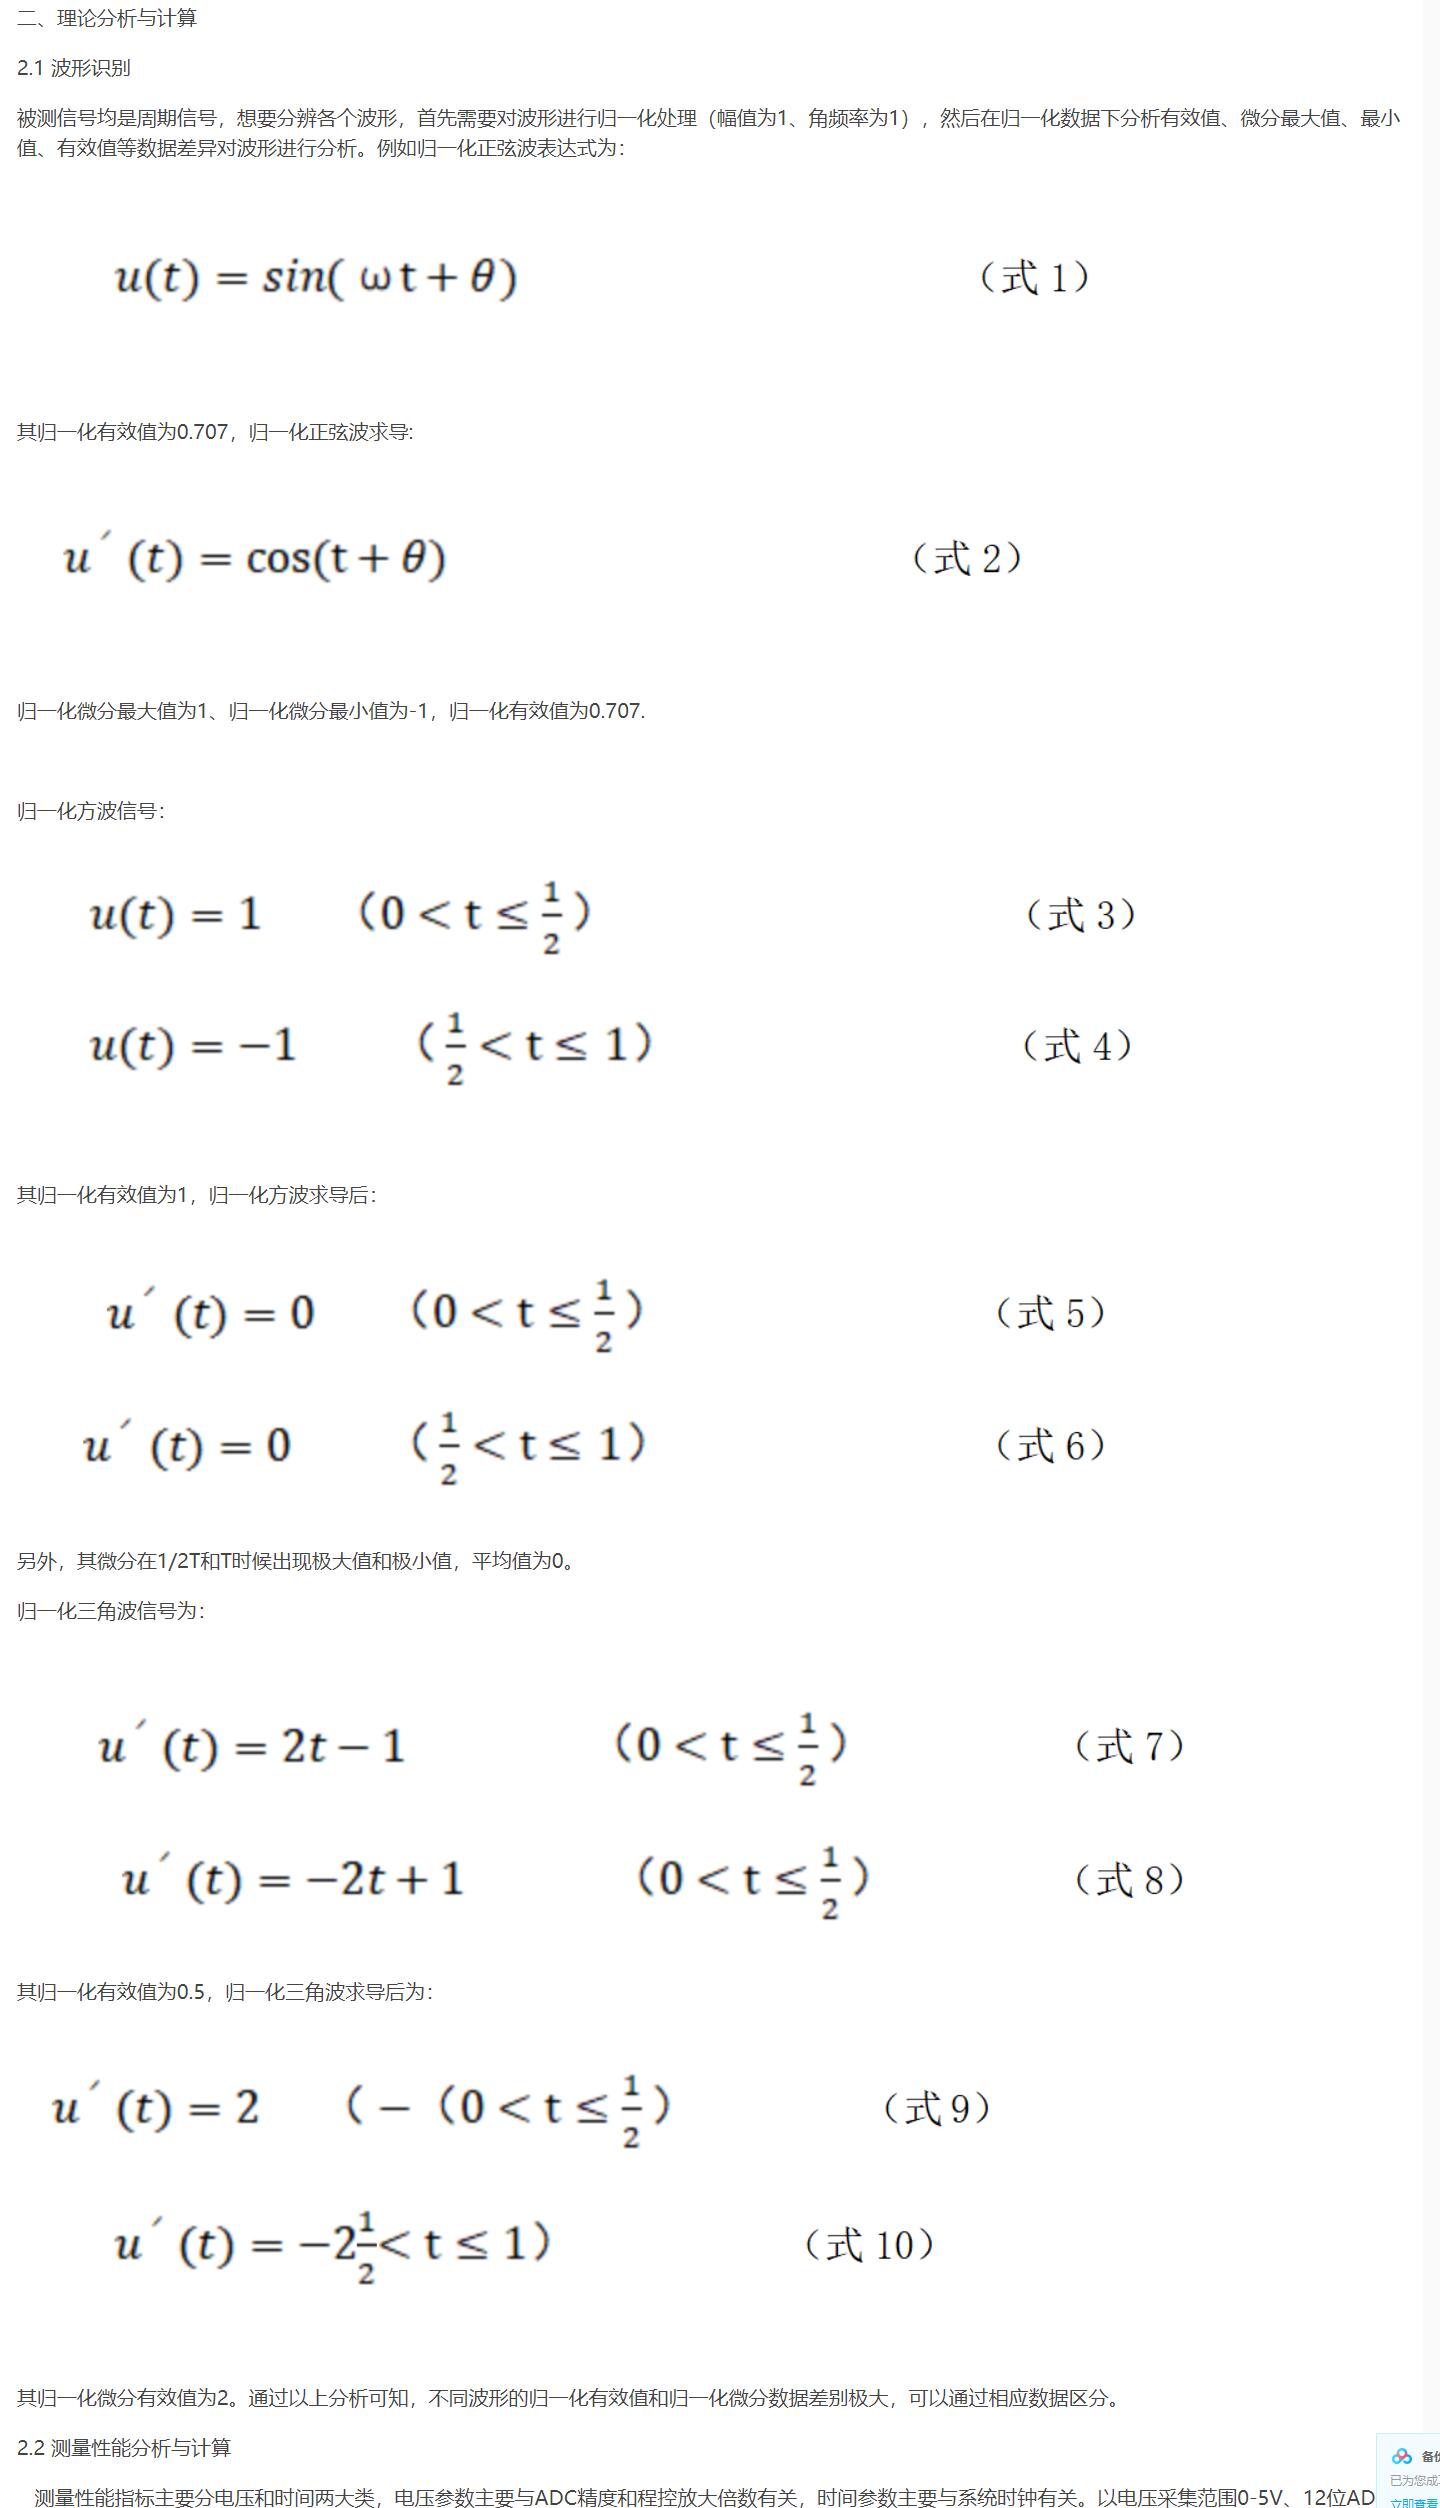 二、理论分析与计算
2.1 波形识别
被测信号均是周期信号，想要分辨各个波形，首先需要对波形进行归一化处理（幅值为1、角频率为1），然后在归一化数据下分析有效值、微分最大值、最小
值、有效值等数据差异对波形进行分析。例如归一化正弦波表达式为：
u(t) = sin( ωt + θ) （式 1）
其归一化有效值为0.707，归一化正弦波求导:
u´(t) = cos(t + θ) （式 2）
归一化微分最大值为1、归一化微分最小值为-1，归一化有效值为0.707.
归一化方波信号：
u(t) = 1 （0 < t ≤ 1/2） （式 3）
u(t) = −1 （1/2 < t ≤ 1） （式 4）
其归一化有效值为1，归一化方波求导后：
u´(t) = 0 （0 < t ≤ 1/2） （式 5）
u´(t) = 0 （1/2 < t ≤ 1） （式 6）
另外，其微分在1/2T和T时候出现极大值和极小值，平均值为0。
归一化三角波信号为：
u´(t) = 2t − 1 （0 < t ≤ 1/2） （式 7）
u´(t) = −2t + 1 （0 < t ≤ 1/2） （式 8）
其归一化有效值为0.5，归一化三角波求导后为：
u´(t) = 2 （−（0 < t ≤ 1/2） （式 9）
u´(t) = −2 1/2 < t ≤ 1） （式 10）
其归一化微分有效值为2。通过以上分析可知，不同波形的归一化有效值和归一化微分数据差别极大，可以通过相应数据区分。
2.2 测量性能分析与计算
测量性能指标主要分电压和时间两大类，电压参数主要与ADC精度和程控放大倍数有关，时间参数主要与系统时钟有关。以电压采集范围0-5V、12位AD
已为您成
立即查看